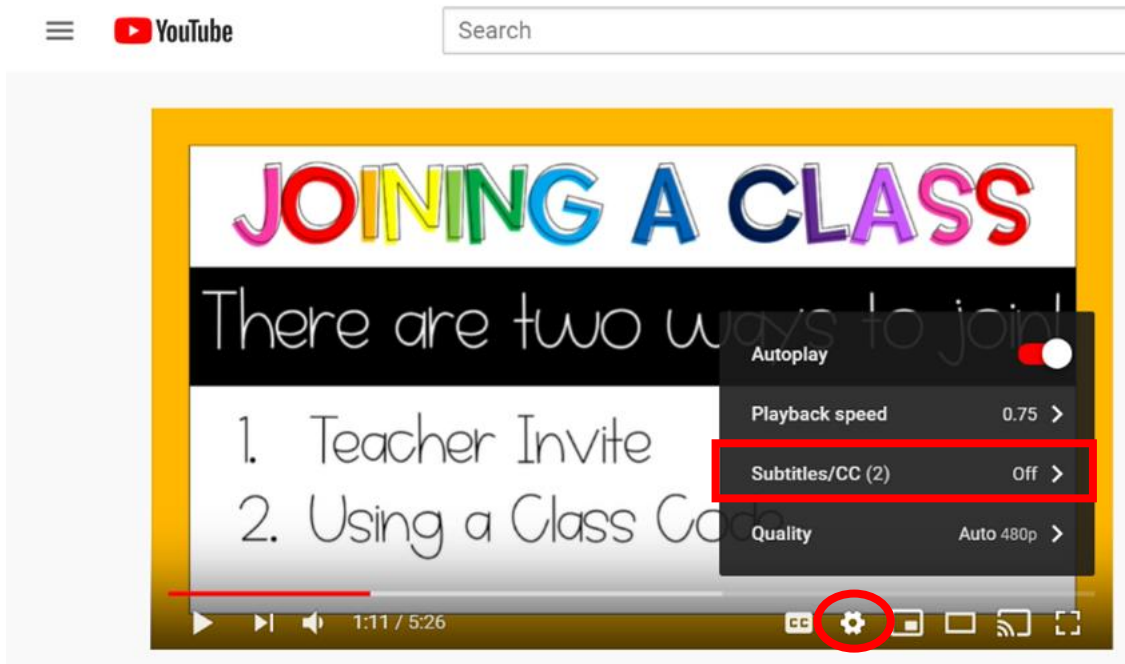 YouTube Search
JOINING A CLASS
There are two ways to join!
Autoplay
Playback speed 0.75
1. Teacher Invite
Subtitles/CC (2) Off
2. Using a Class Code
Quality Auto 480p
1:11 / 5:26 CC